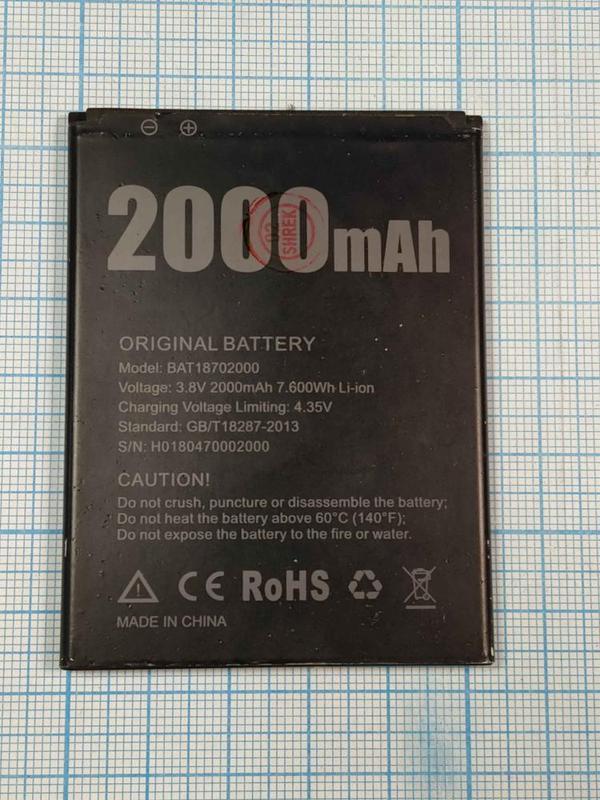 ⊖ ⊕
2000mAh
SHREK
ORIGINAL BATTERY
Model: BAT18702000
Voltage: 3.8V 2000mAh 7.600Wh Li-ion
Charging Voltage Limiting: 4.35V
Standard: GB/T18287-2013
S/N: H0180470002000
CAUTION!
Do not crush, puncture or disassemble the battery;
Do not heat the battery above 60°C (140°F);
Do not expose the battery to the fire or water.
CE RoHS
MADE IN CHINA